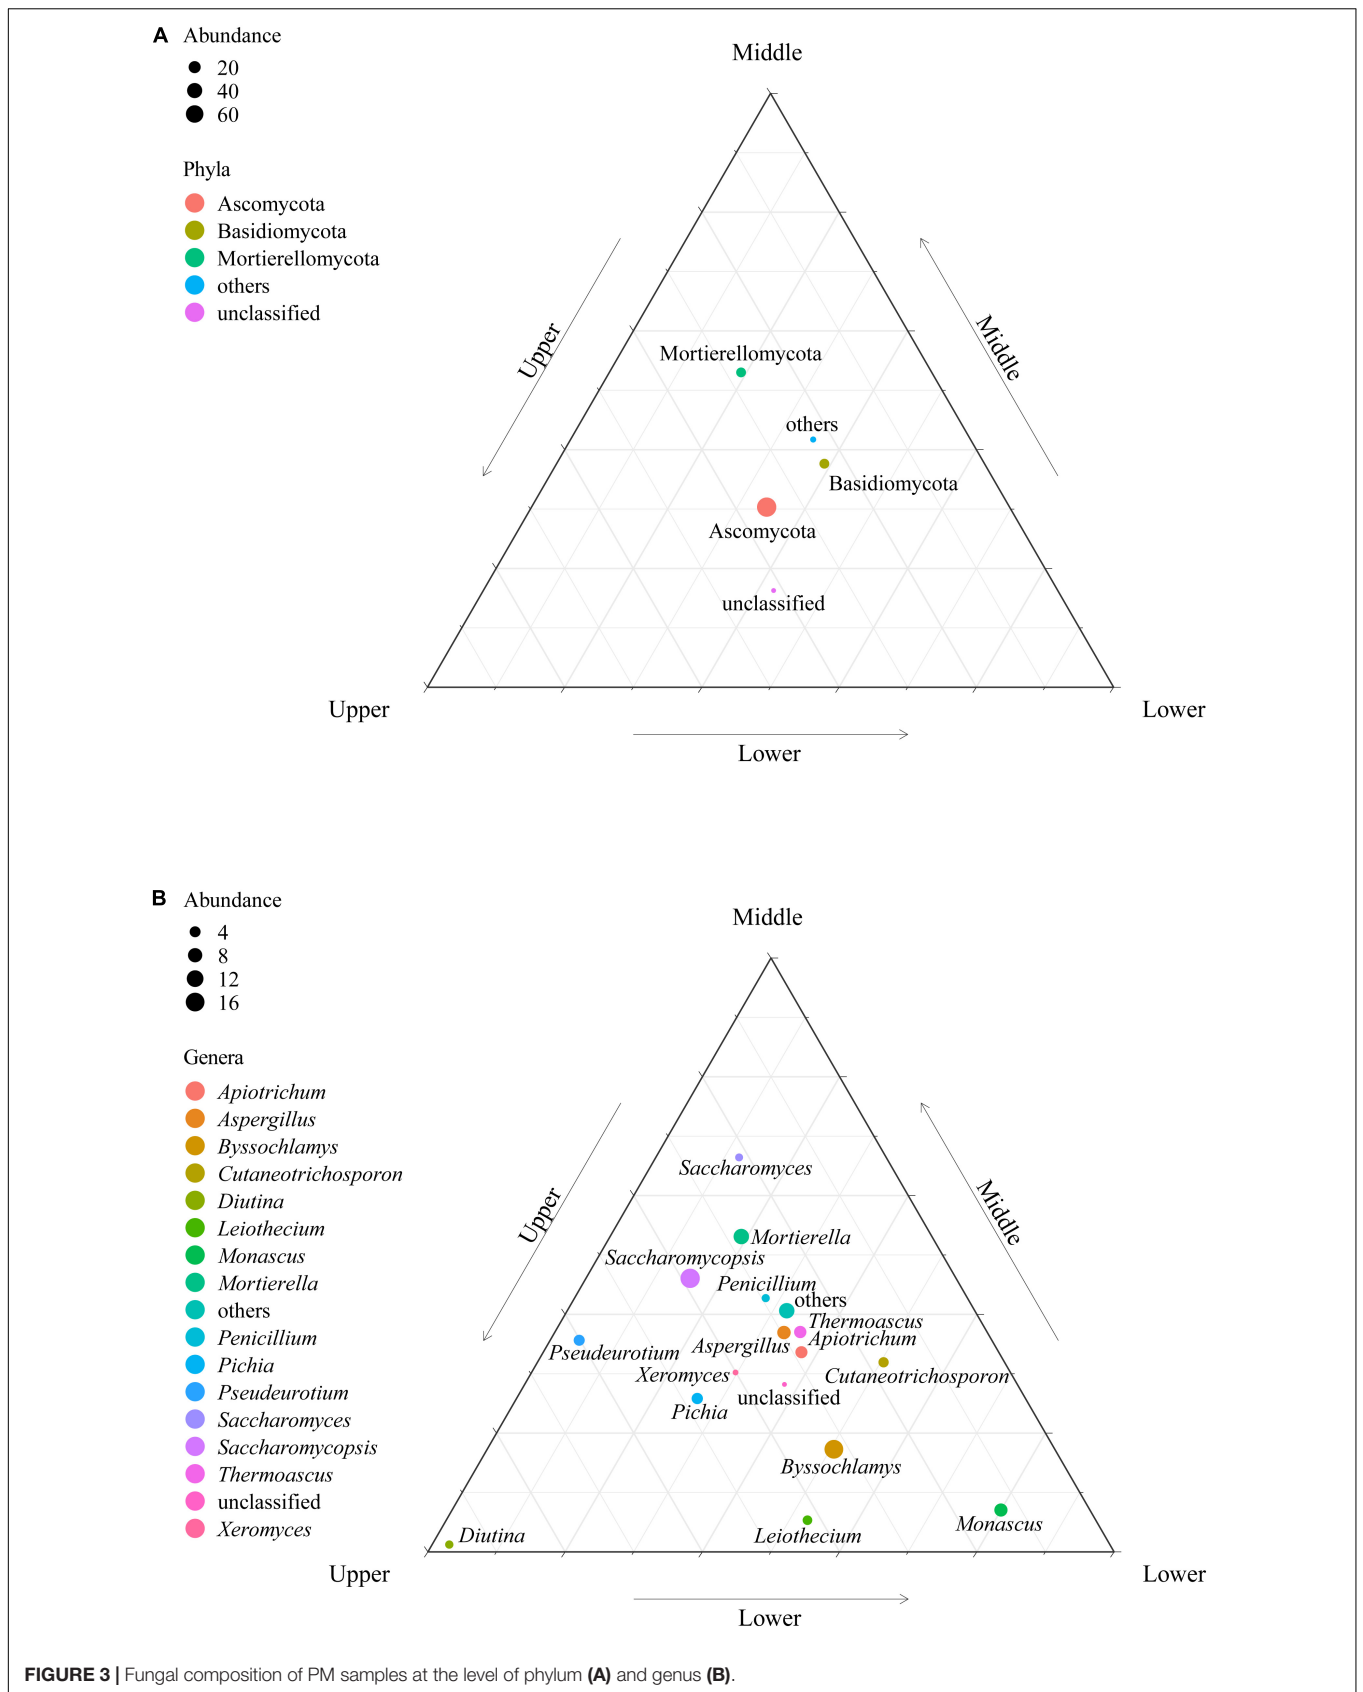 A Abundance
20
40
60
Phyla
Ascomycota
Basidiomycota
Mortierellomycota
others
unclassified
Middle
Upper
Middle
Mortierellomycota
others
Basidiomycota
Ascomycota
unclassified
Upper
Lower
Lower
B Abundance
4
8
12
16
Genera
Apiotrichum
Aspergillus
Byssochlamys
Cutaneotrichosporon
Diutina
Leiothecium
Monascus
Mortierella
others
Penicillium
Pichia
Pseudeurotium
Saccharomyces
Saccharomycopsis
Thermoascus
unclassified
Xeromyces
Middle
Upper
Middle
Saccharomyces
Mortierella
Saccharomycopsis
Penicillium
others
Thermoascus
Aspergillus
Apiotrichum
Pseudeurotium
Xeromyces
Cutaneotrichosporon
unclassified
Pichia
Byssochlamys
Monascus
Leiothecium
Diutina
Upper
Lower
Lower
FIGURE 3 | Fungal composition of PM samples at the level of phylum (A) and genus (B).